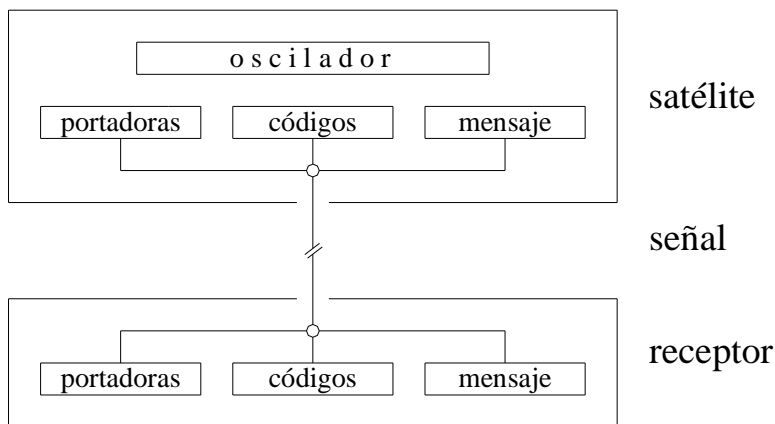 o s c i l a d o r
satélite
portadoras códigos mensaje
señal
receptor
portadoras códigos mensaje